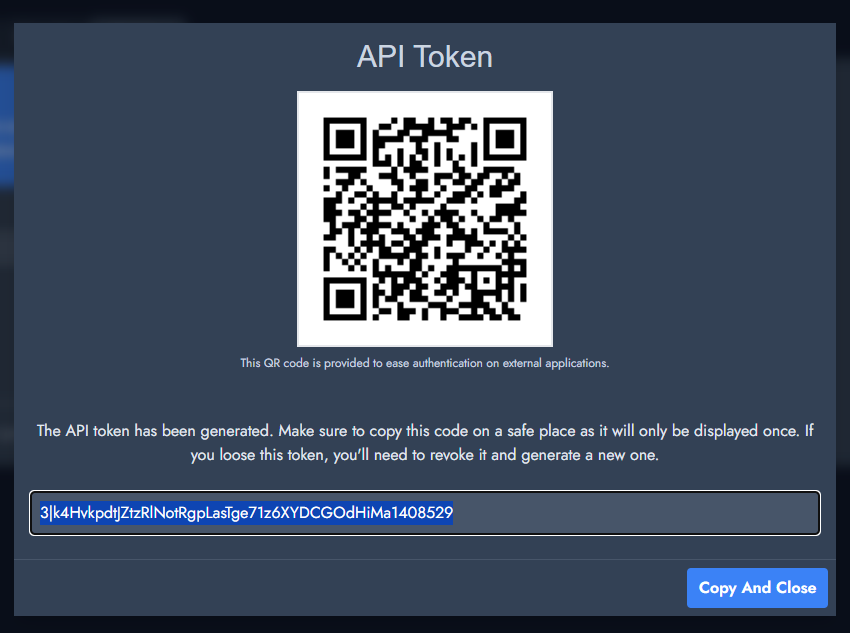 API Token
This QR code is provided to ease authentication on external applications.
The API token has been generated. Make sure to copy this code on a safe place as it will only be displayed once. If
you loose this token, you'll need to revoke it and generate a new one.
3|k4HvkpdtJZtzRlNotRgpLasTge71z6XYDCGOdHiMa1408529
Copy And Close